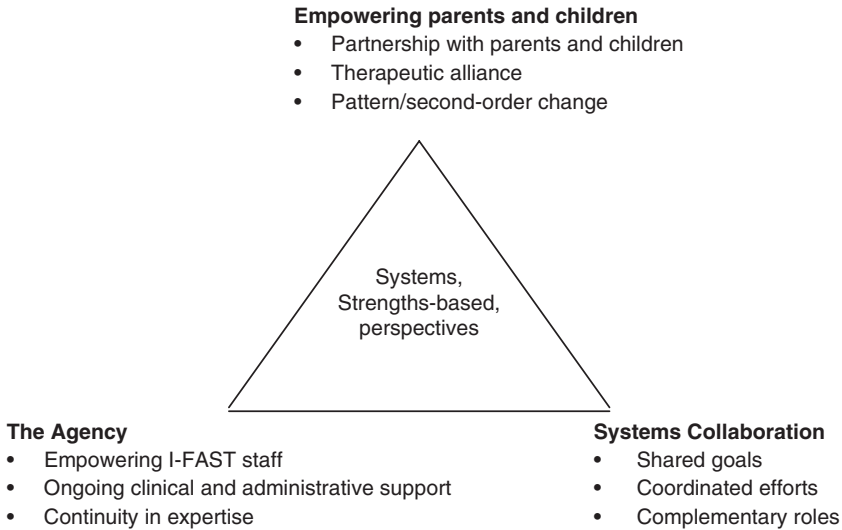 Empowering parents and children
• Partnership with parents and children
• Therapeutic alliance
• Pattern/second-order change
Systems,
Strengths-based,
perspectives
The Agency
• Empowering I-FAST staff
• Ongoing clinical and administrative support
• Continuity in expertise
Systems Collaboration
• Shared goals
• Coordinated efforts
• Complementary roles